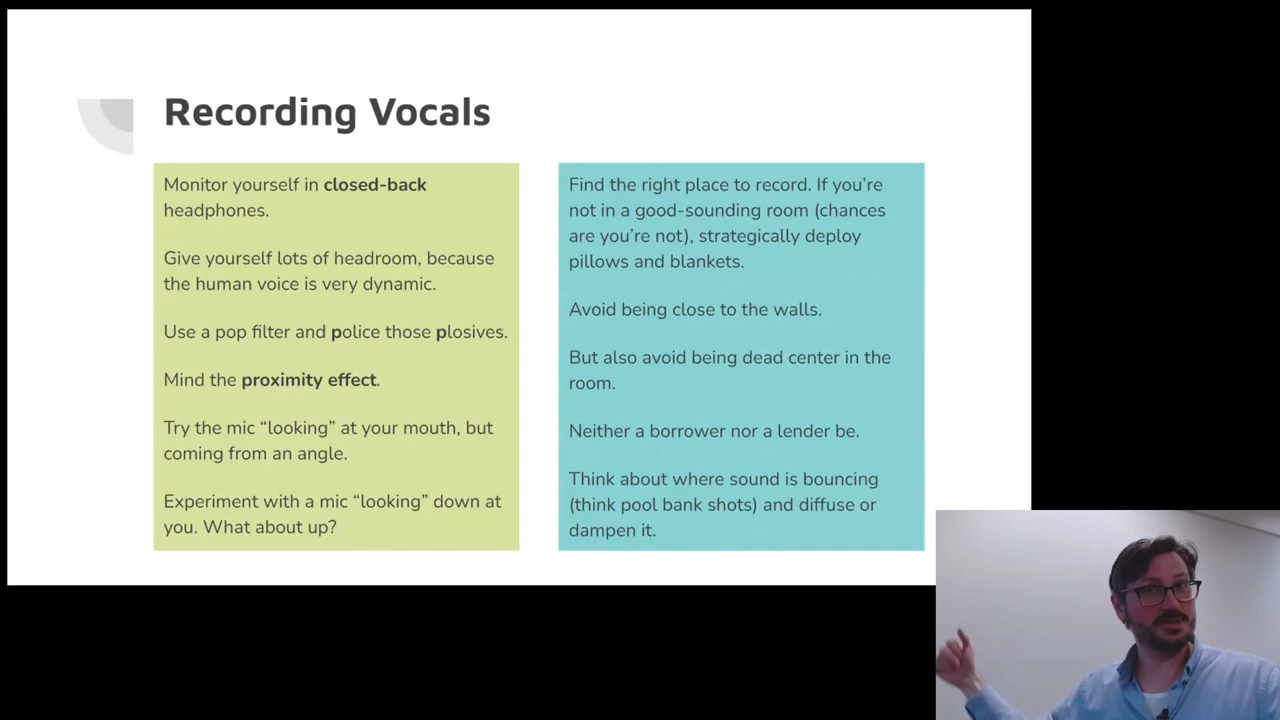 Recording Vocals
Monitor yourself in closed-back
headphones.
Give yourself lots of headroom, because
the human voice is very dynamic.
Use a pop filter and police those plosives.
Mind the proximity effect.
Try the mic “looking” at your mouth, but
coming from an angle.
Experiment with a mic “looking” down at
you. What about up?
Find the right place to record. If you’re
not in a good-sounding room (chances
are you’re not), strategically deploy
pillows and blankets.
Avoid being close to the walls.
But also avoid being dead center in the
room.
Neither a borrower nor a lender be.
Think about where sound is bouncing
(think pool bank shots) and diffuse or
dampen it.